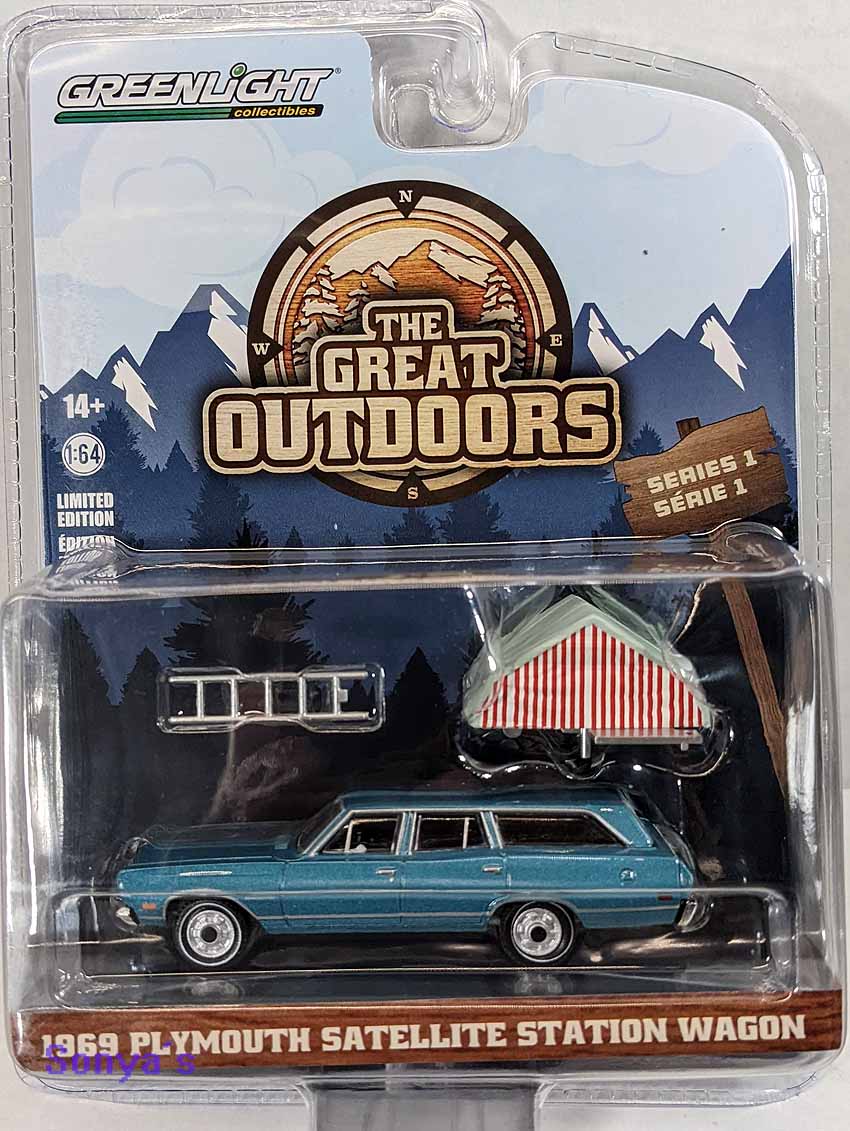 GREENLiGHT®
collectibles
N
W
E
S
THE
GREAT
OUTDOORS
14+
1:64
LIMITED
EDITION
ÉDITION
SERIES 1
SÉRIE 1
1969 PLYMOUTH SATELLITE STATION WAGON
Sonya's